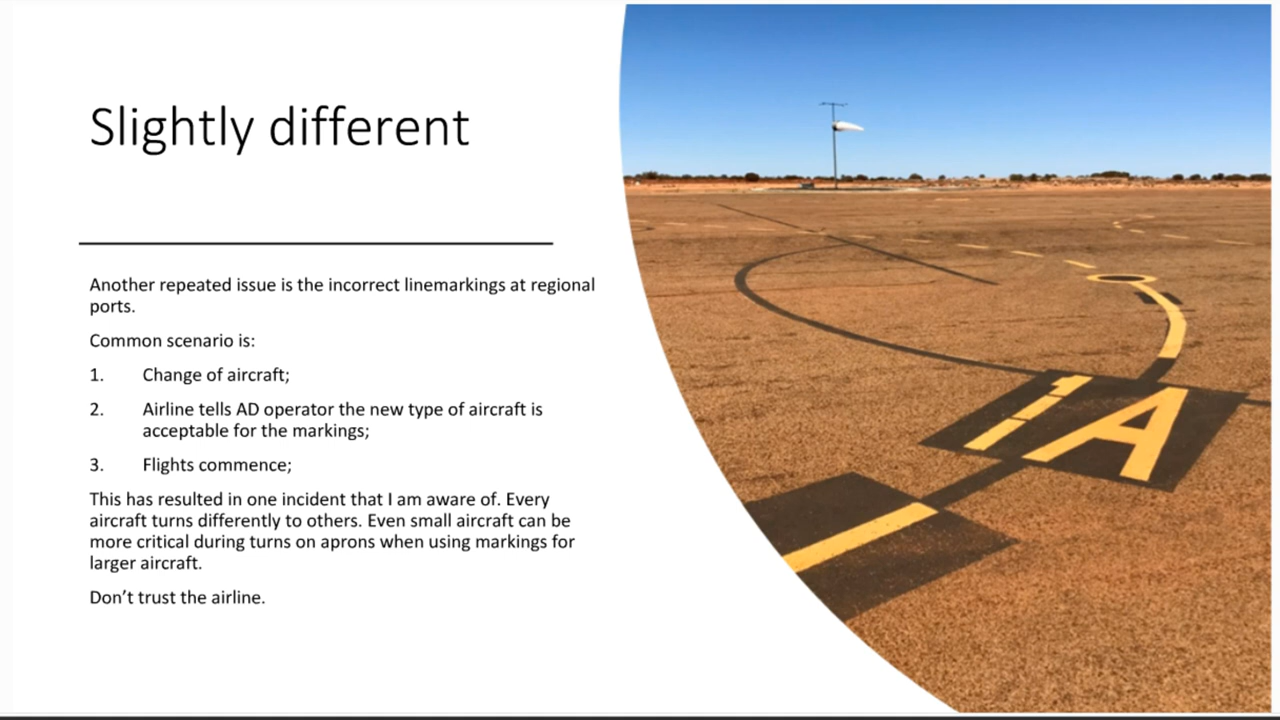 Slightly different
Another repeated issue is the incorrect linemarkings at regional
ports.
Common scenario is:
1. Change of aircraft;
2. Airline tells AD operator the new type of aircraft is
acceptable for the markings;
3. Flights commence;
This has resulted in one incident that I am aware of. Every
aircraft turns differently to others. Even small aircraft can be
more critical during turns on aprons when using markings for
larger aircraft.
Don't trust the airline.
1A